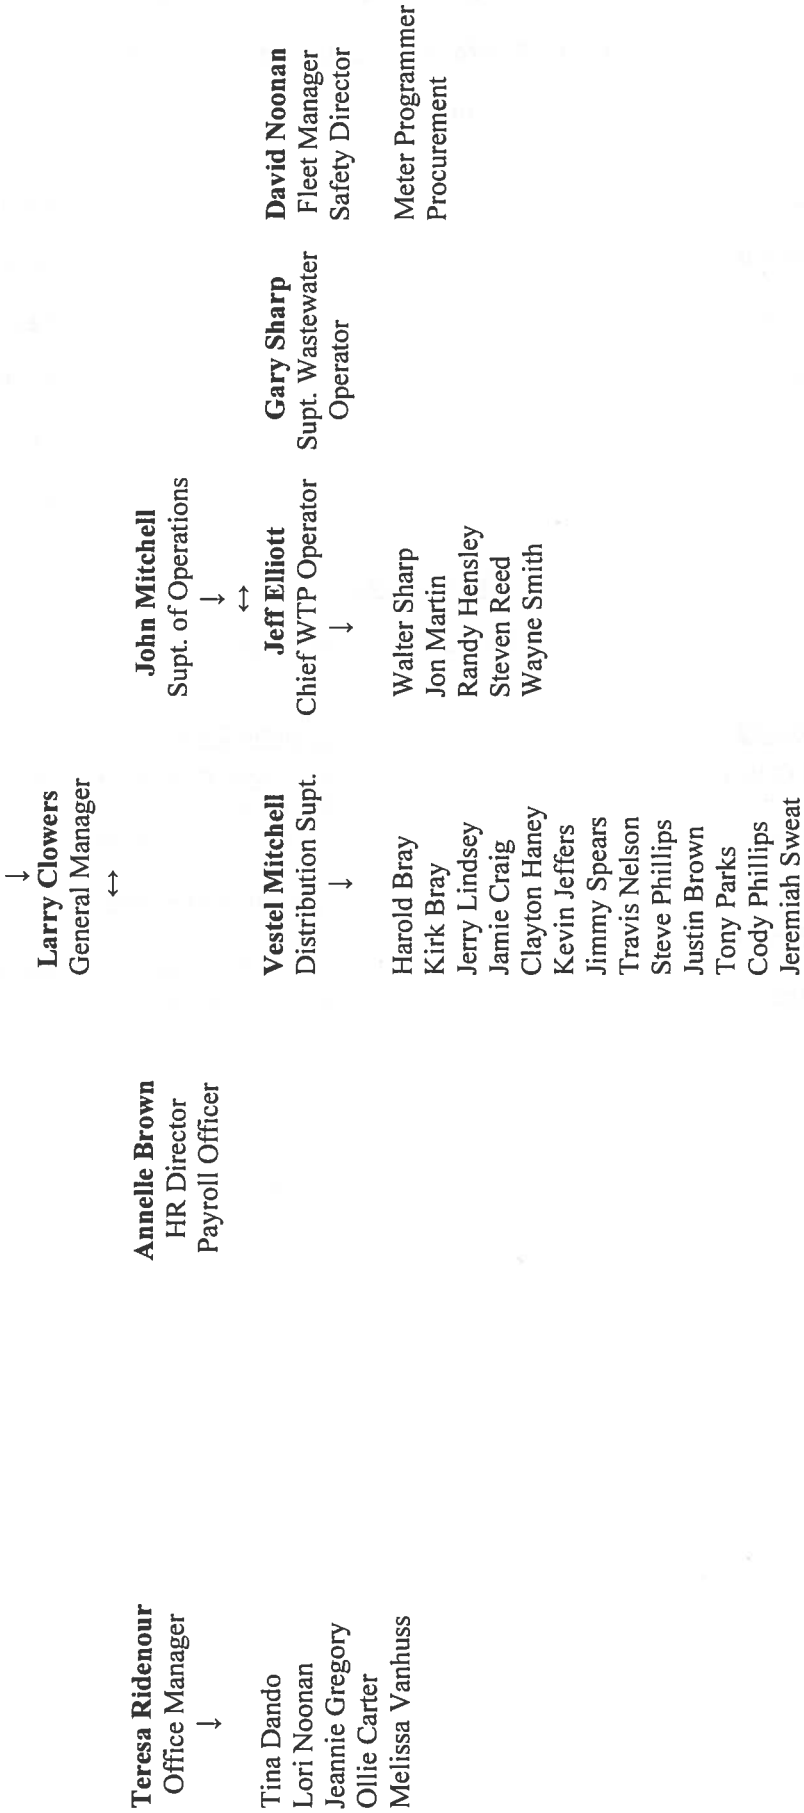 ↓
Larry Clowers
General Manager
↔
Teresa Ridenour
Office Manager
↓
Tina Dando
Lori Noonan
Jeannie Gregory
Ollie Carter
Melissa Vanhuss
Annelle Brown
HR Director
Payroll Officer
John Mitchell
Supt. of Operations
↓
↔
Vestel Mitchell
Distribution Supt.
↓
Harold Bray
Kirk Bray
Jerry Lindsey
Jamie Craig
Clayton Haney
Kevin Jeffers
Jimmy Spears
Travis Nelson
Steve Phillips
Justin Brown
Tony Parks
Cody Phillips
Jeremiah Sweat
Jeff Elliott
Chief WTP Operator
↓
Walter Sharp
Jon Martin
Randy Hensley
Steven Reed
Wayne Smith
Gary Sharp
Supt. Wastewater
Operator
David Noonan
Fleet Manager
Safety Director
Meter Programmer
Procurement